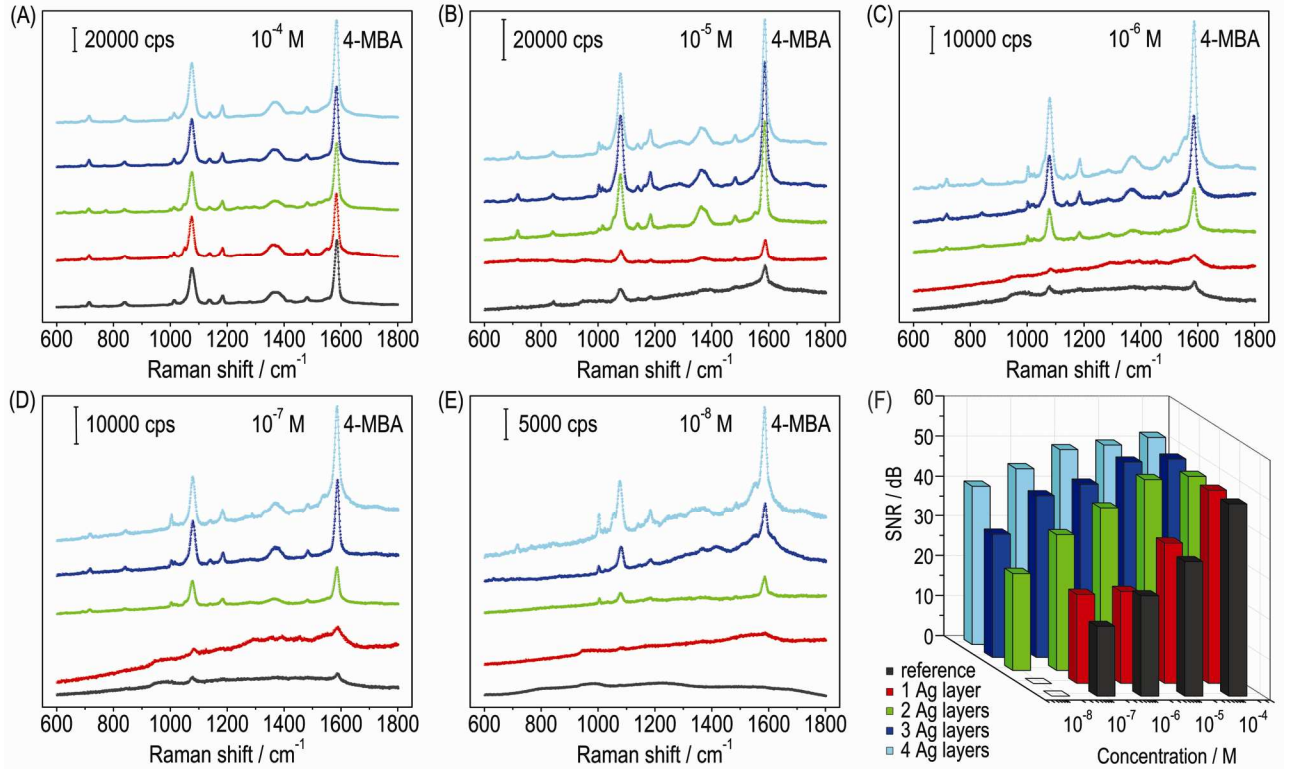 (A)
20000 cps 10⁻⁴ M 4-MBA
600 800 1000 1200 1400 1600 1800
Raman shift / cm⁻¹
(B)
20000 cps 10⁻⁵ M 4-MBA
600 800 1000 1200 1400 1600 1800
Raman shift / cm⁻¹
(C)
10000 cps 10⁻⁶ M 4-MBA
600 800 1000 1200 1400 1600 1800
Raman shift / cm⁻¹
(D)
10000 cps 10⁻⁷ M 4-MBA
600 800 1000 1200 1400 1600 1800
Raman shift / cm⁻¹
(E)
5000 cps 10⁻⁸ M 4-MBA
600 800 1000 1200 1400 1600 1800
Raman shift / cm⁻¹
(F)
60
50
40
30
20
10
0
SNR / dB
reference
1 Ag layer
2 Ag layers
3 Ag layers
4 Ag layers
10⁻⁸ 10⁻⁷ 10⁻⁶ 10⁻⁵ 10⁻⁴
Concentration / M